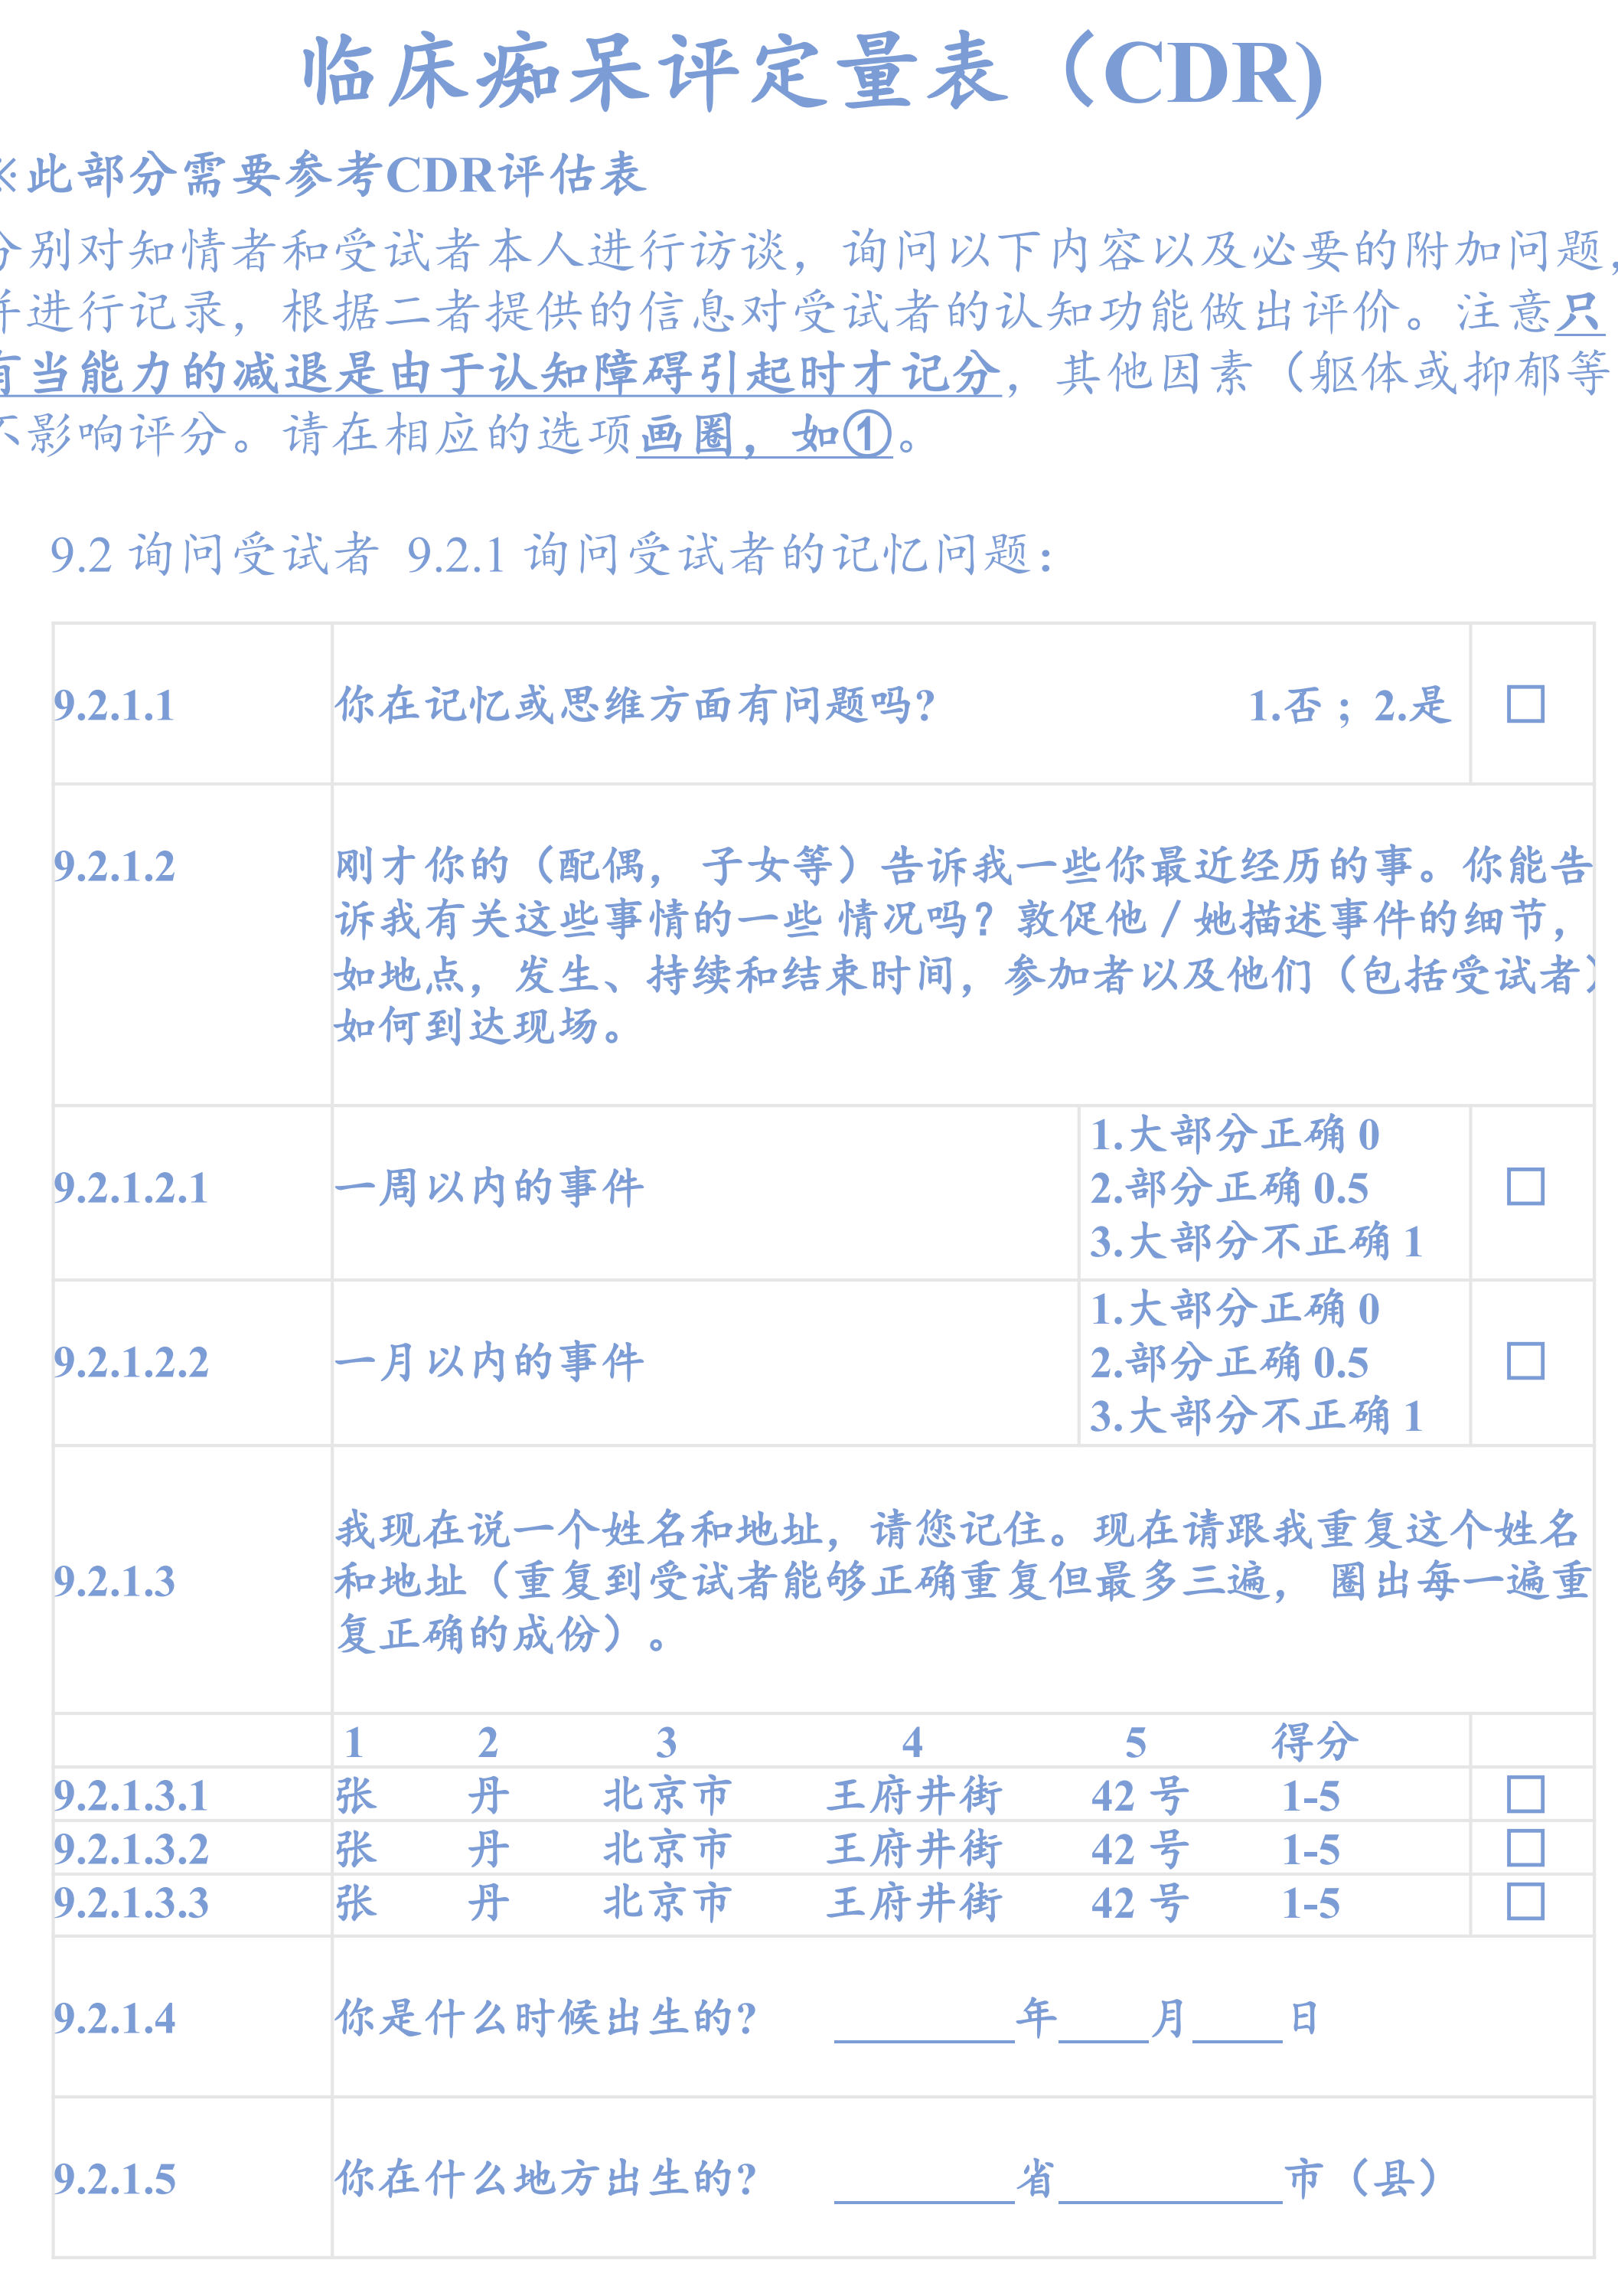 临床痴呆评定量表（CDR)
※此部分需要参考CDR评估表
分别对知情者和受试者本人进行访谈，询问以下内容以及必要的附加问题，
并进行记录，根据二者提供的信息对受试者的认知功能做出评价。注意只
有当能力的减退是由于认知障碍引起时才记分，其他因素（躯体或抑郁等
不影响评分。请在相应的选项画圈，如①。
9.2 询问受试者 9.2.1 询问受试者的记忆问题：
9.2.1.1 你在记忆或思维方面有问题吗? 1.否；2.是 □
9.2.1.2 刚才你的（配偶， 子女等）告诉我一些你最近经历的事。你能告
诉我有关这些事情的一些 情况吗？敦促他 / 她描述事件的细节，
如地点，发生、持续和结束时间，参加者以及他们（包括受试者）
如何到达现场。
9.2.1.2.1 一周以内的事件
1.大部分正确 0
2.部分正确 0.5
3.大部分不正确 1
□
9.2.1.2.2 一月以内的事件
1.大部分正确 0
2.部分正确 0.5
3.大部分不正确 1
□
9.2.1.3 我现在说一个姓名和地址，请您记住。现在请跟我重复这个姓名
和地址（重复到受试者能够正确重复但最多三遍， 圈出每一遍重
复正确的成份）。
1 2 3 4 5 得分
9.2.1.3.1 张 丹 北京市 王府井街 42 号 1-5 □
9.2.1.3.2 张 丹 北京市 王府井街 42 号 1-5 □
9.2.1.3.3 张 丹 北京市 王府井街 42 号 1-5 □
9.2.1.4 你是什么时候出生的? ________年____月____日
9.2.1.5 你在什么地方出生的? ________省__________市（县）